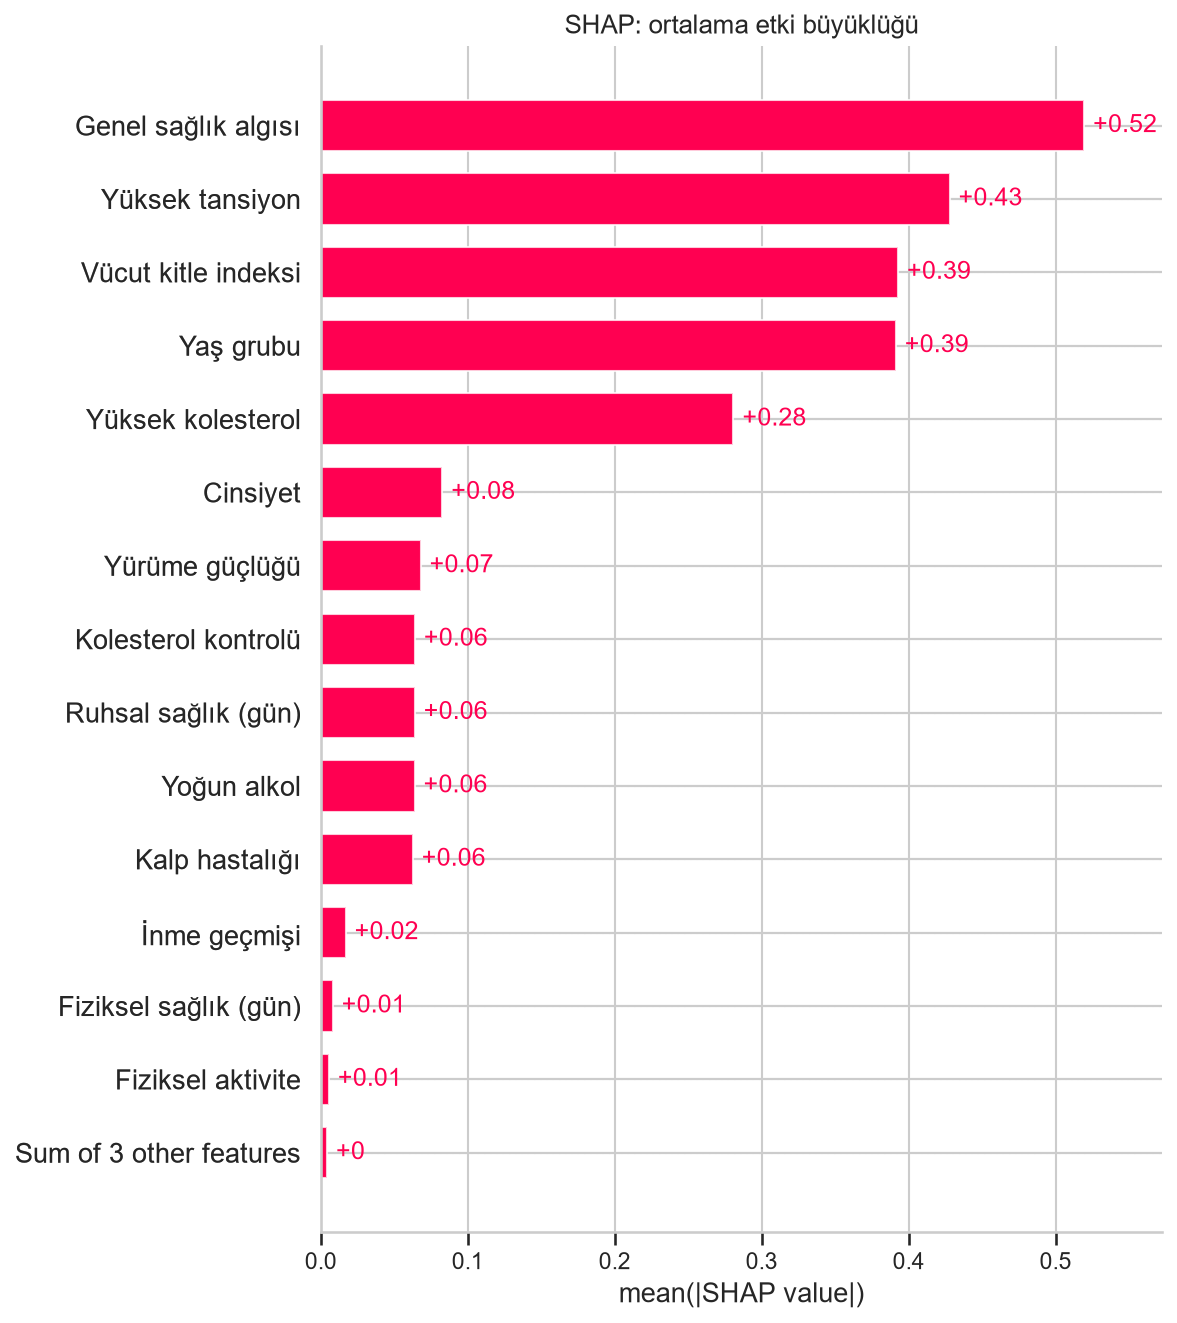 SHAP: ortalama etki büyüklüğü
Genel sağlık algısı +0.52
Yüksek tansiyon +0.43
Vücut kitle indeksi +0.39
Yaş grubu +0.39
Yüksek kolesterol +0.28
Cinsiyet +0.08
Yürüme güçlüğü +0.07
Kolesterol kontrolü +0.06
Ruhsal sağlık (gün) +0.06
Yoğun alkol +0.06
Kalp hastalığı +0.06
İnme geçmişi +0.02
Fiziksel sağlık (gün) +0.01
Fiziksel aktivite +0.01
Sum of 3 other features +0
0.0 0.1 0.2 0.3 0.4 0.5
mean(|SHAP value|)